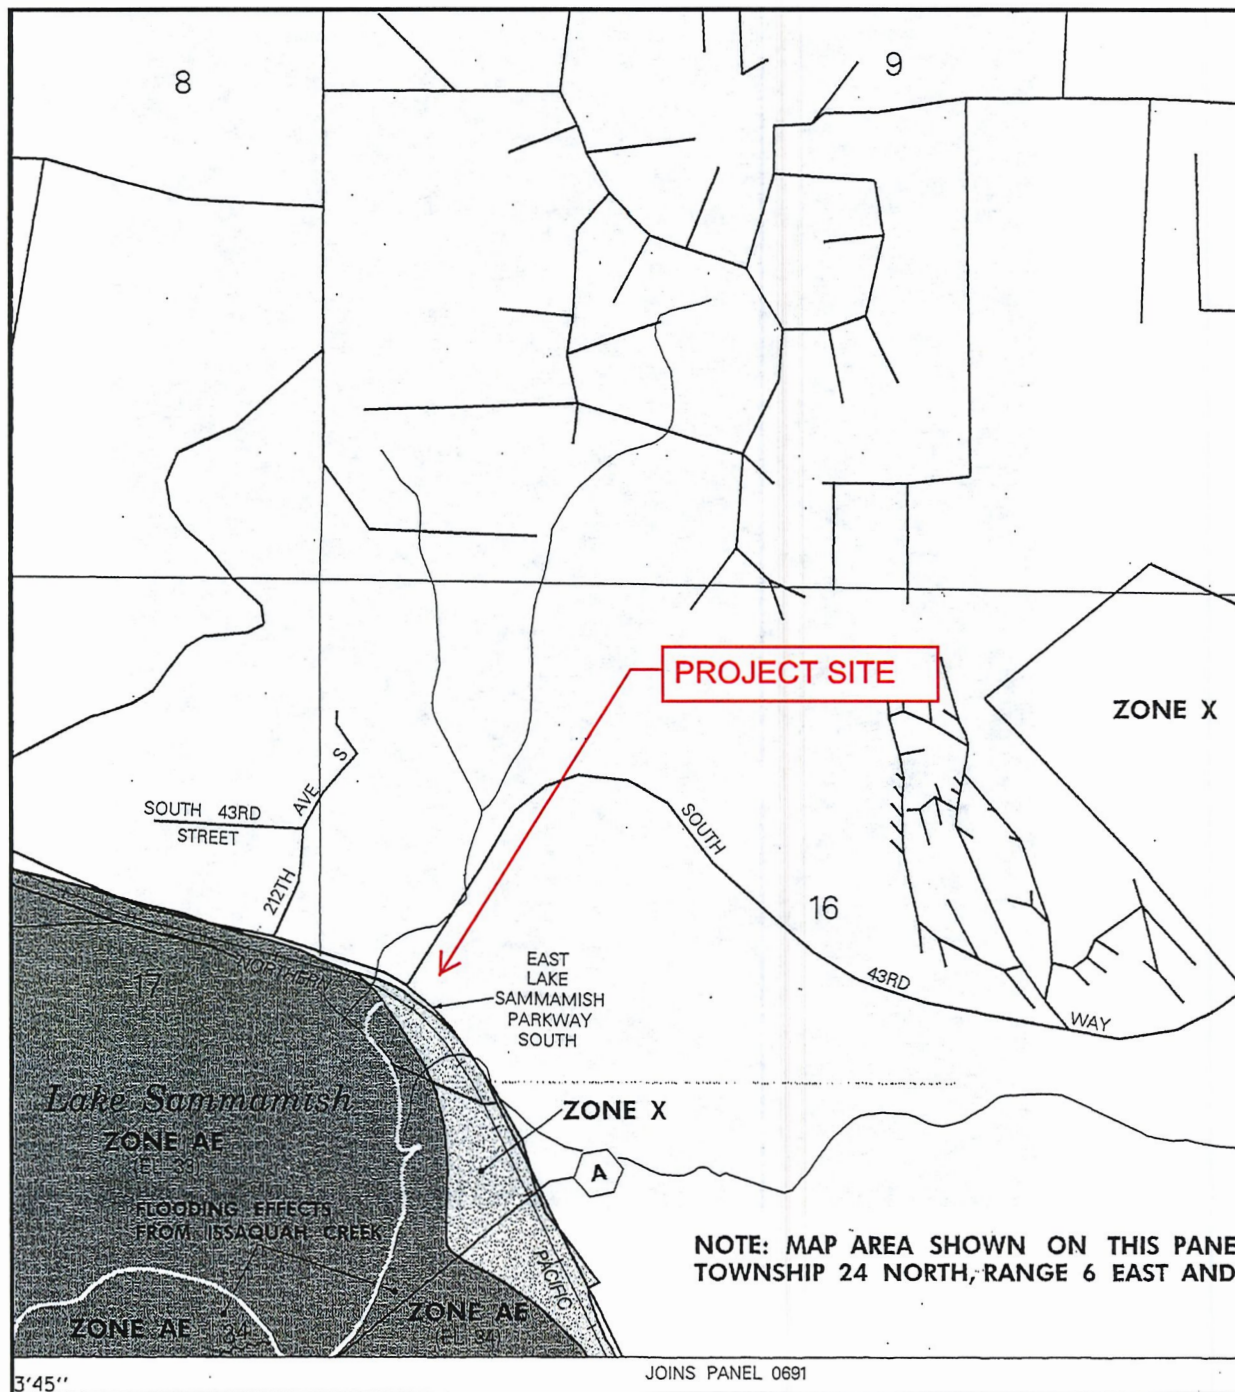 8
9
PROJECT SITE
ZONE X
SOUTH 43RD
STREET
AVE S
212TH
SOUTH
16
43RD
WAY
17
NORTHERN
EAST
LAKE
SAMMAMISH
PARKWAY
SOUTH
Lake Sammamish
ZONE AE
(EL 33)
ZONE X
A
FLOODING EFFECTS
FROM ISSAQUAH CREEK
PACIFIC
NOTE: MAP AREA SHOWN ON THIS PANE
TOWNSHIP 24 NORTH, RANGE 6 EAST AND
ZONE AE
(EL 34)
ZONE AE
34
JOINS PANEL 0691
3'45"